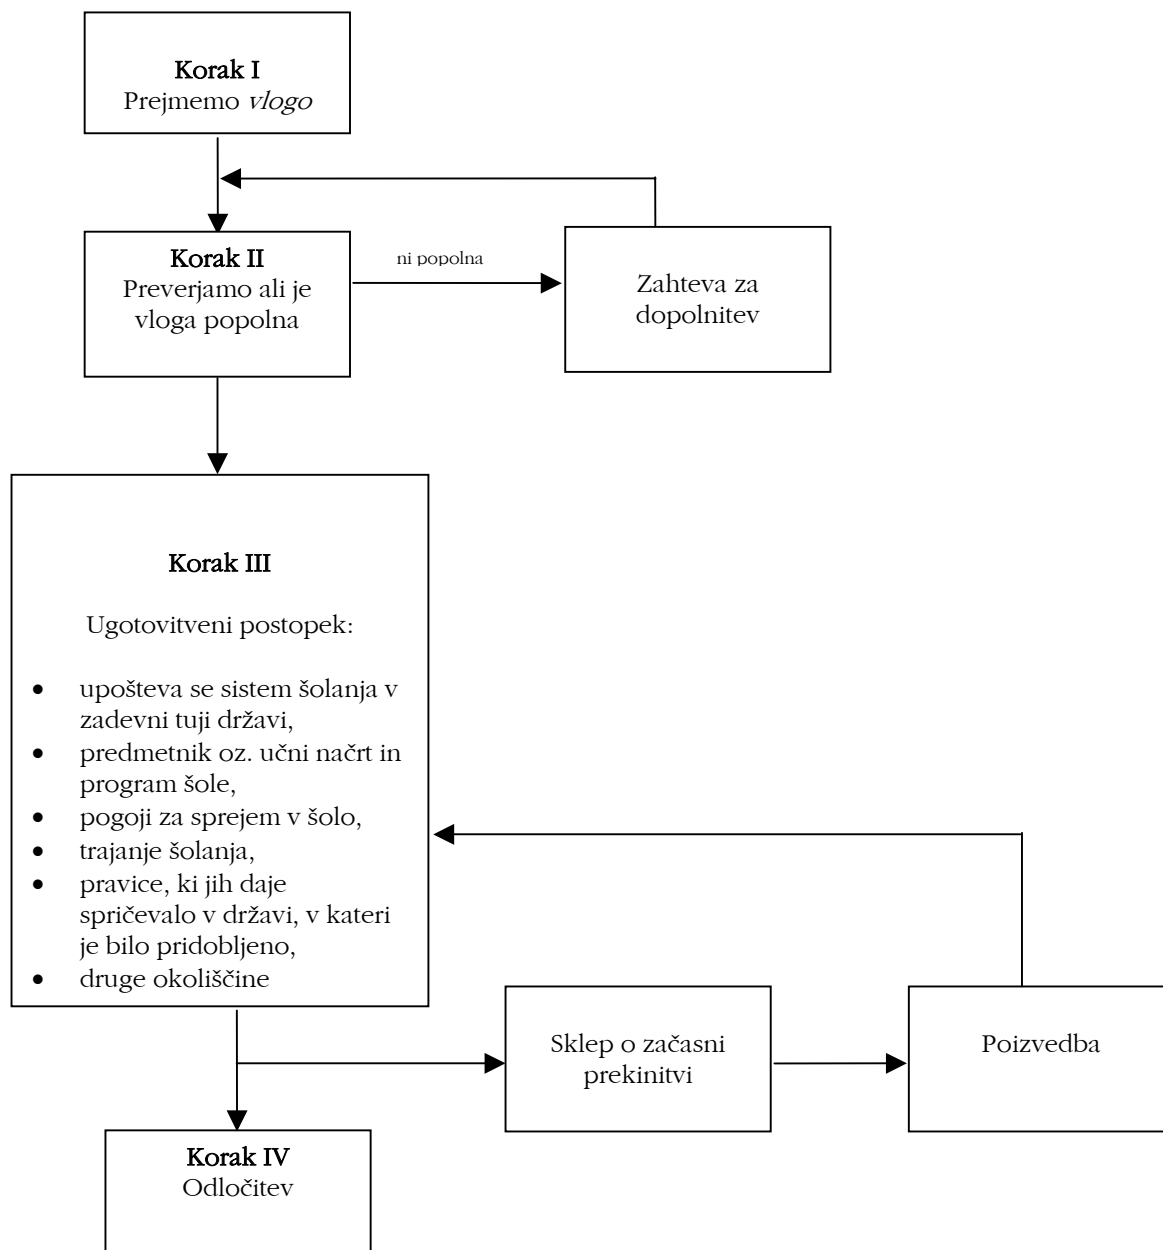 Korak I
Prejmemo vlogo
Korak II
Preverjamo ali je
vloga popolna
ni popolna
Zahteva za
dopolnitev
Korak III
Ugotovitveni postopek:
• upošteva se sistem šolanja v
zadevni tuji državi,
• predmetnik oz. učni načrt in
program šole,
• pogoji za sprejem v šolo,
• trajanje šolanja,
• pravice, ki jih daje
spričevalo v državi, v kateri
je bilo pridobljeno,
• druge okoliščine
Sklep o začasni
prekinitvi
Poizvedba
Korak IV
Odločitev